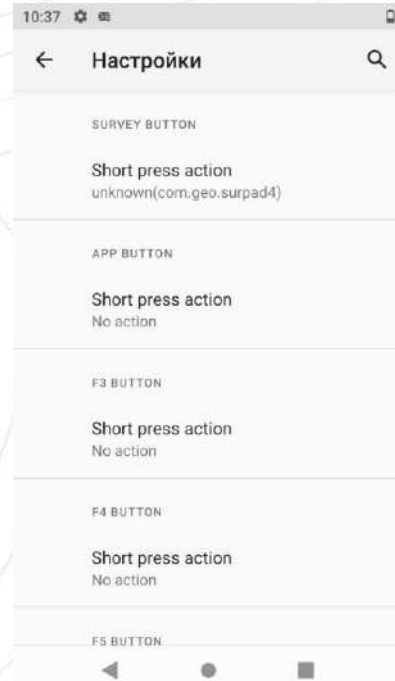 10:37
Настройки
SURVEY BUTTON
Short press action
unknown(com.geo.surpad4)
APP BUTTON
Short press action
No action
F3 BUTTON
Short press action
No action
F4 BUTTON
Short press action
No action
F5 BUTTON